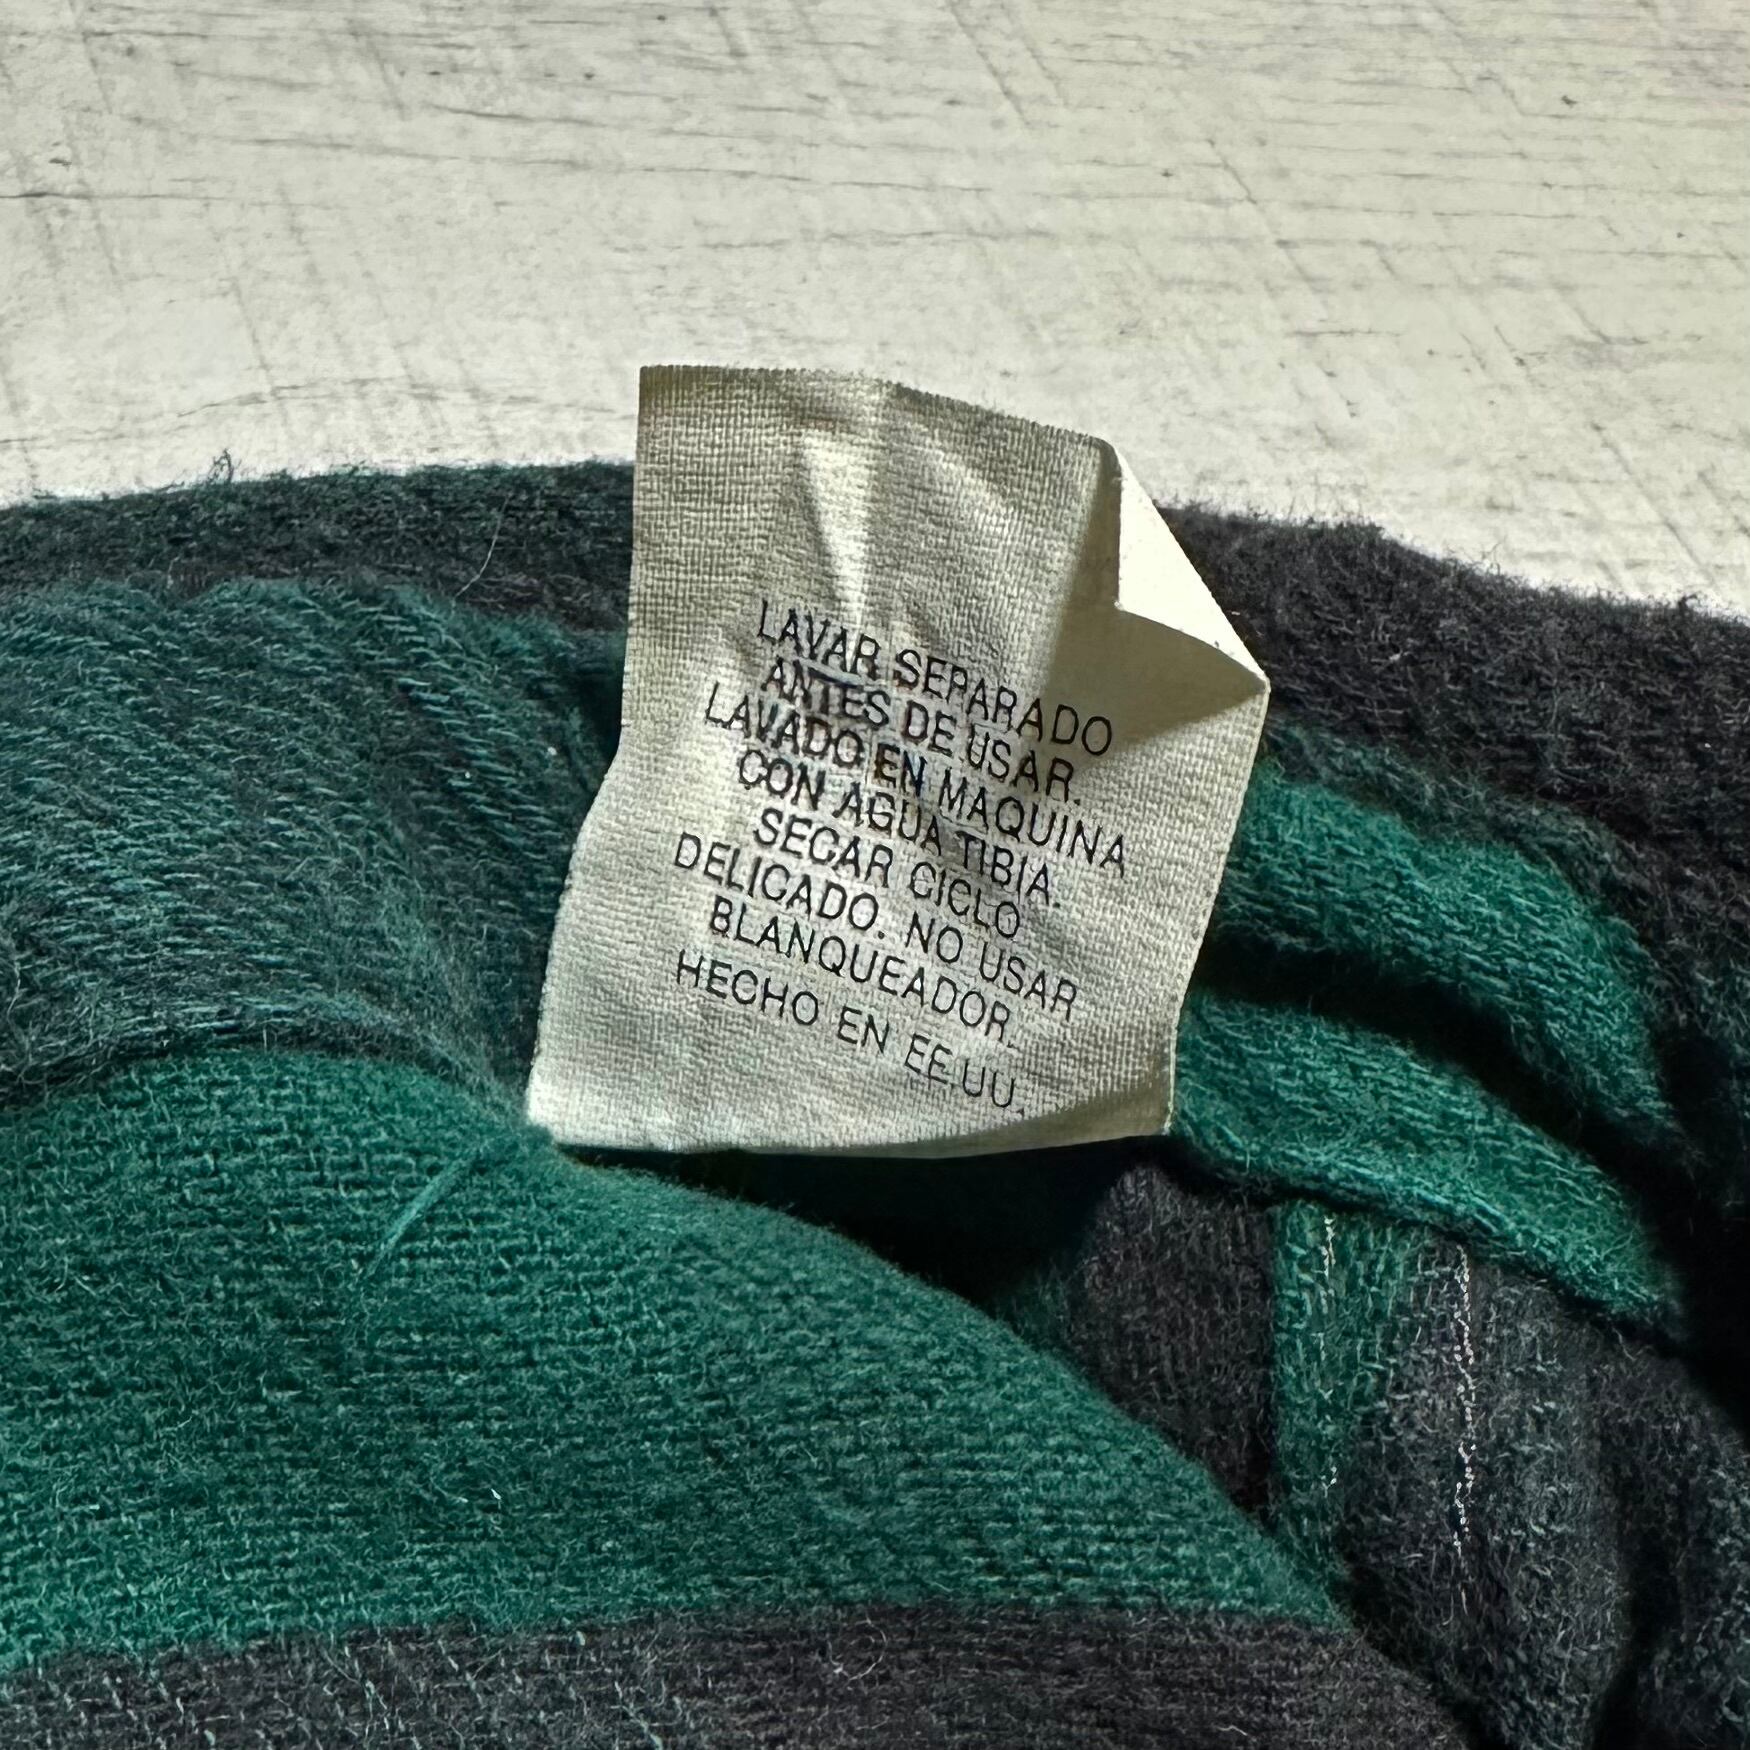 LAVAR SEPARADO
ANTES DE USAR.
LAVADO EN MAQUINA
CON AGUA TIBIA.
SECAR CICLO
DELICADO. NO USAR
BLANQUEADOR.
HECHO EN EE.UU.